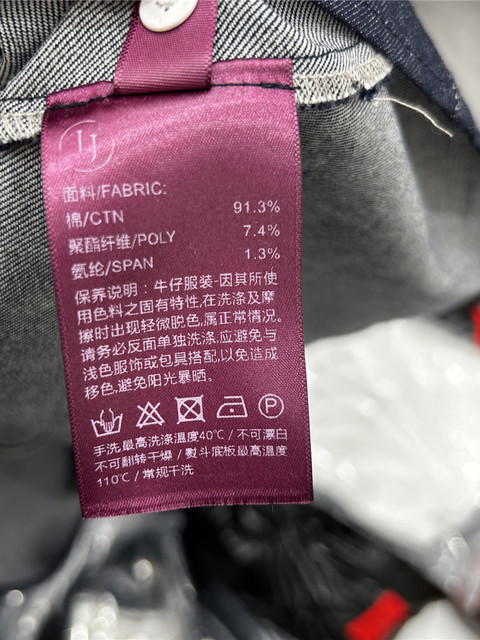 LJ
面料/FABRIC:
棉/CTN 91.3%
聚酯纤维/POLY 7.4%
氨纶/SPAN 1.3%
保养说明：牛仔服装-因其所使
用色料之固有特性,在洗涤及摩
擦时出现轻微脱色,属正常情况。
请务必反面单独洗涤,应避免与
浅色服饰或包具搭配,以免造成
移色,避免阳光暴晒。
P
手洗最高洗涤温度40℃/不可漂白
不可翻转干燥/熨斗底板最高温度
110℃/常规干洗